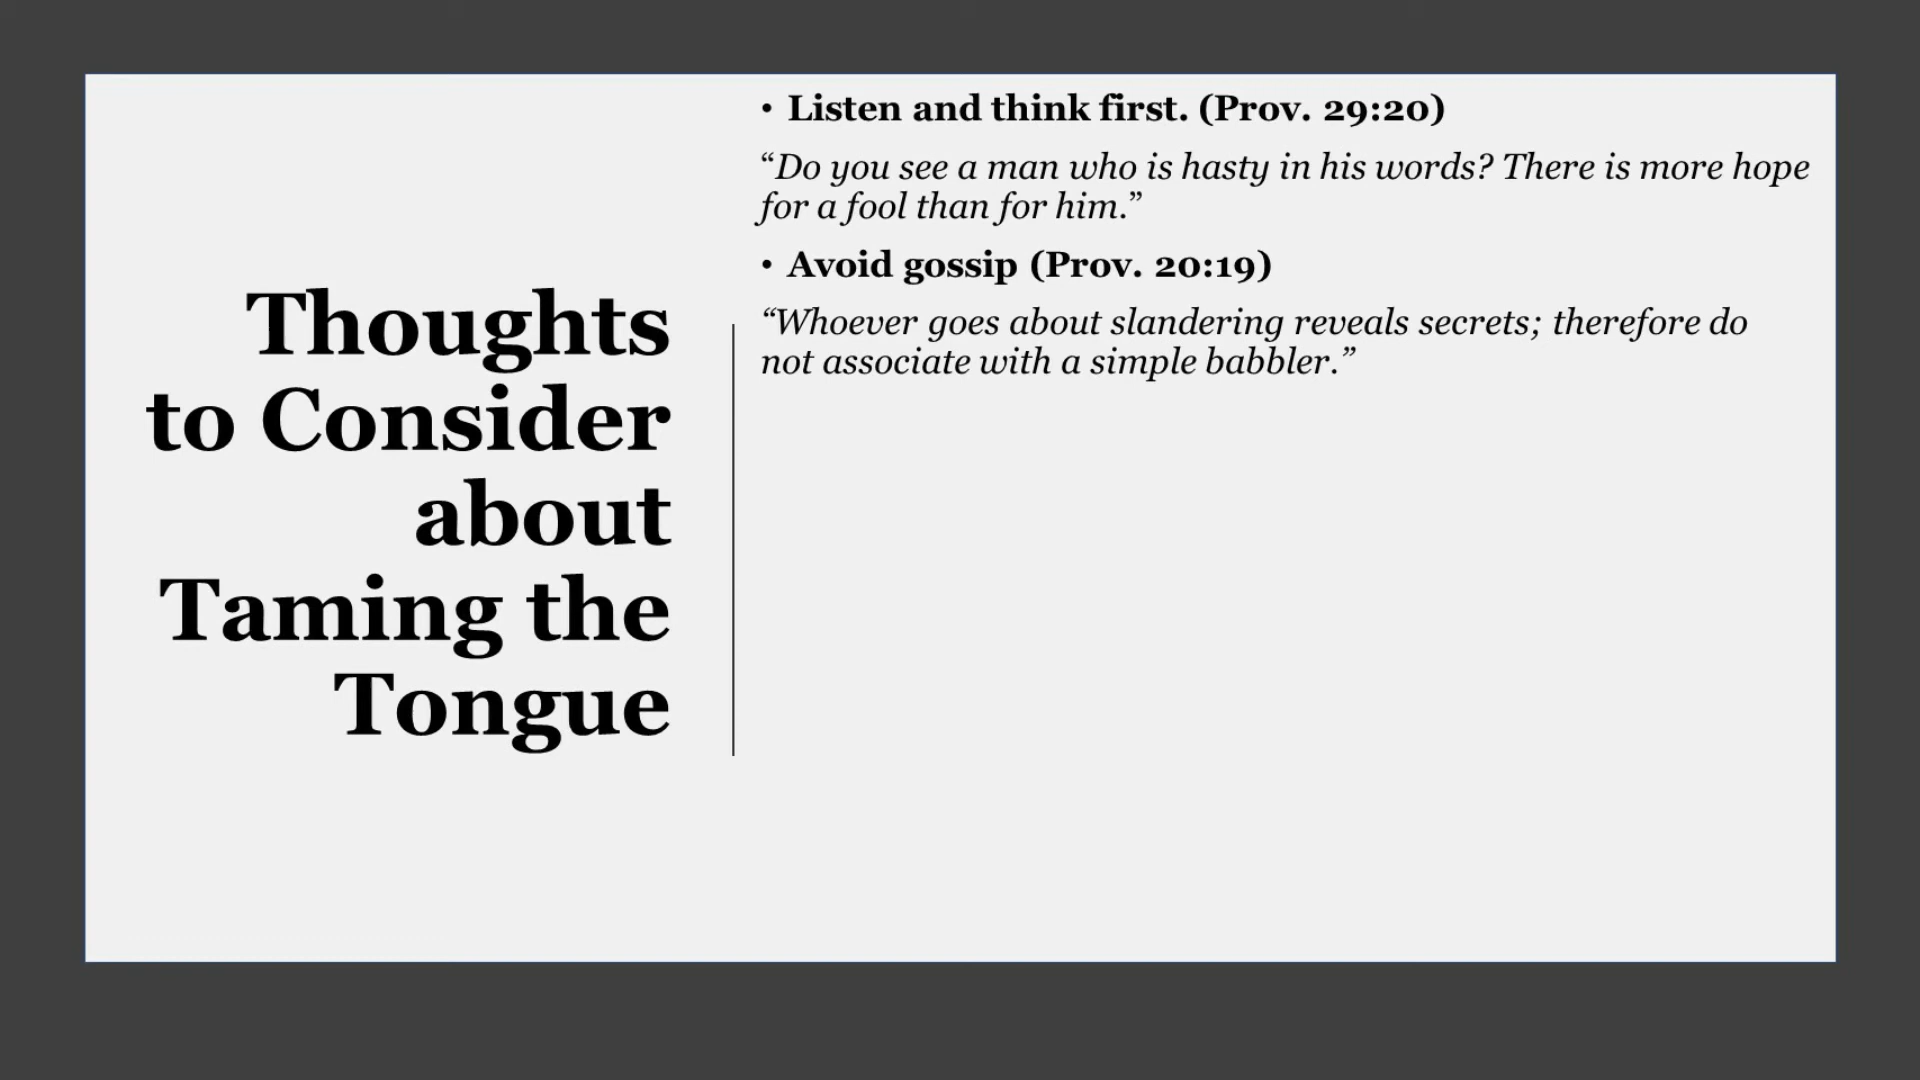 Thoughts
to Consider
about
Taming the
Tongue
• Listen and think first. (Prov. 29:20)
“Do you see a man who is hasty in his words? There is more hope
for a fool than for him.”
• Avoid gossip (Prov. 20:19)
“Whoever goes about slandering reveals secrets; therefore do
not associate with a simple babbler.”